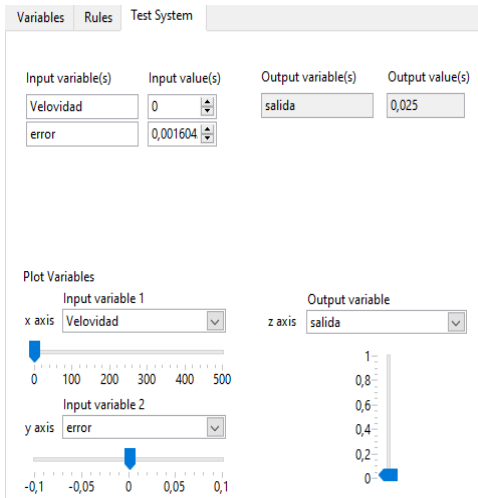 Variables Rules Test System
Input variable(s) Input value(s) Output variable(s) Output value(s)
Velovidad 0 salida 0,025
error 0,001604
Plot Variables
Input variable 1 Output variable
x axis Velovidad z axis salida
0 100 200 300 400 500
1
0,8
0,6
0,4
0,2
0
Input variable 2
y axis error
-0,1 -0,05 0 0,05 0,1